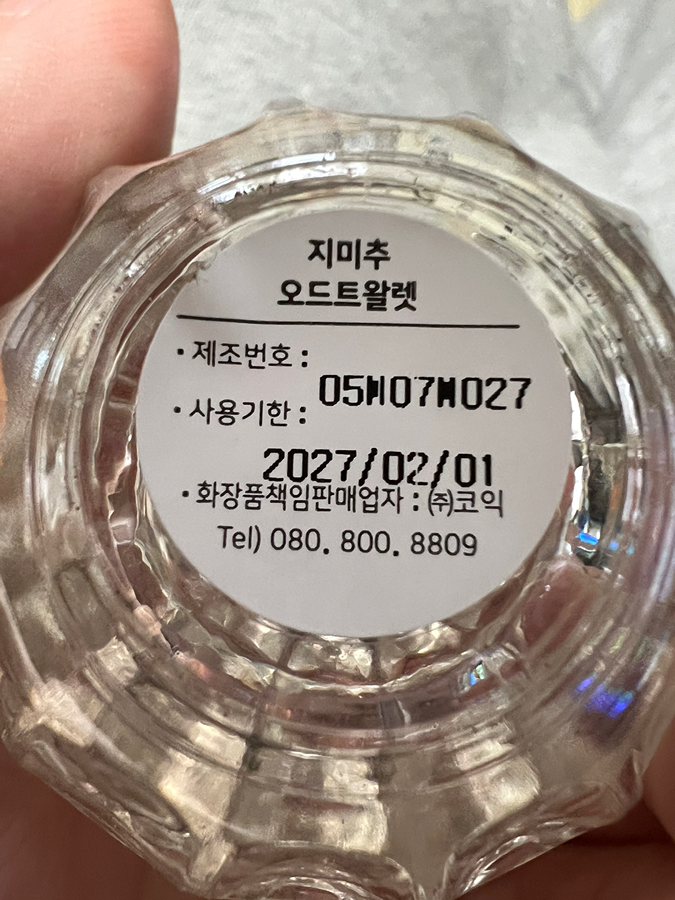 지미추
오드트왈렛
· 제조번호 :
05W07W027
· 사용기한 :
2027/02/01
· 화장품책임판매업자 : ㈜코익
Tel) 080. 800. 8809